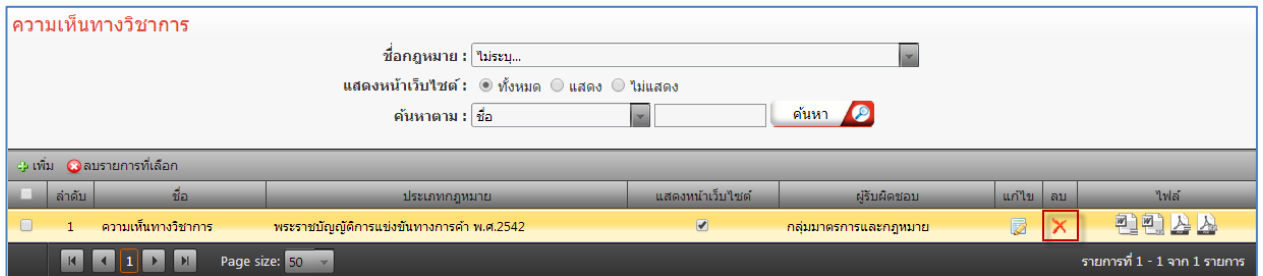 ความเห็นทางวิชาการ
ชื่อกฎหมาย : ไม่ระบุ...
แสดงหน้าเว็บไซต์ : ทั้งหมด แสดง ไม่แสดง
ค้นหาตาม : ชื่อ ค้นหา
เพิ่ม ลบรายการที่เลือก
ลำดับ ชื่อ ประเภทกฎหมาย แสดงหน้าเว็บไซต์ ผู้รับผิดชอบ แก้ไข ลบ ไฟล์
1 ความเห็นทางวิชาการ พระราชบัญญัติการแข่งขันทางการค้า พ.ศ.2542 กลุ่มมาตรการและกฎหมาย
1 Page size: 50 รายการที่ 1 - 1 จาก 1 รายการ